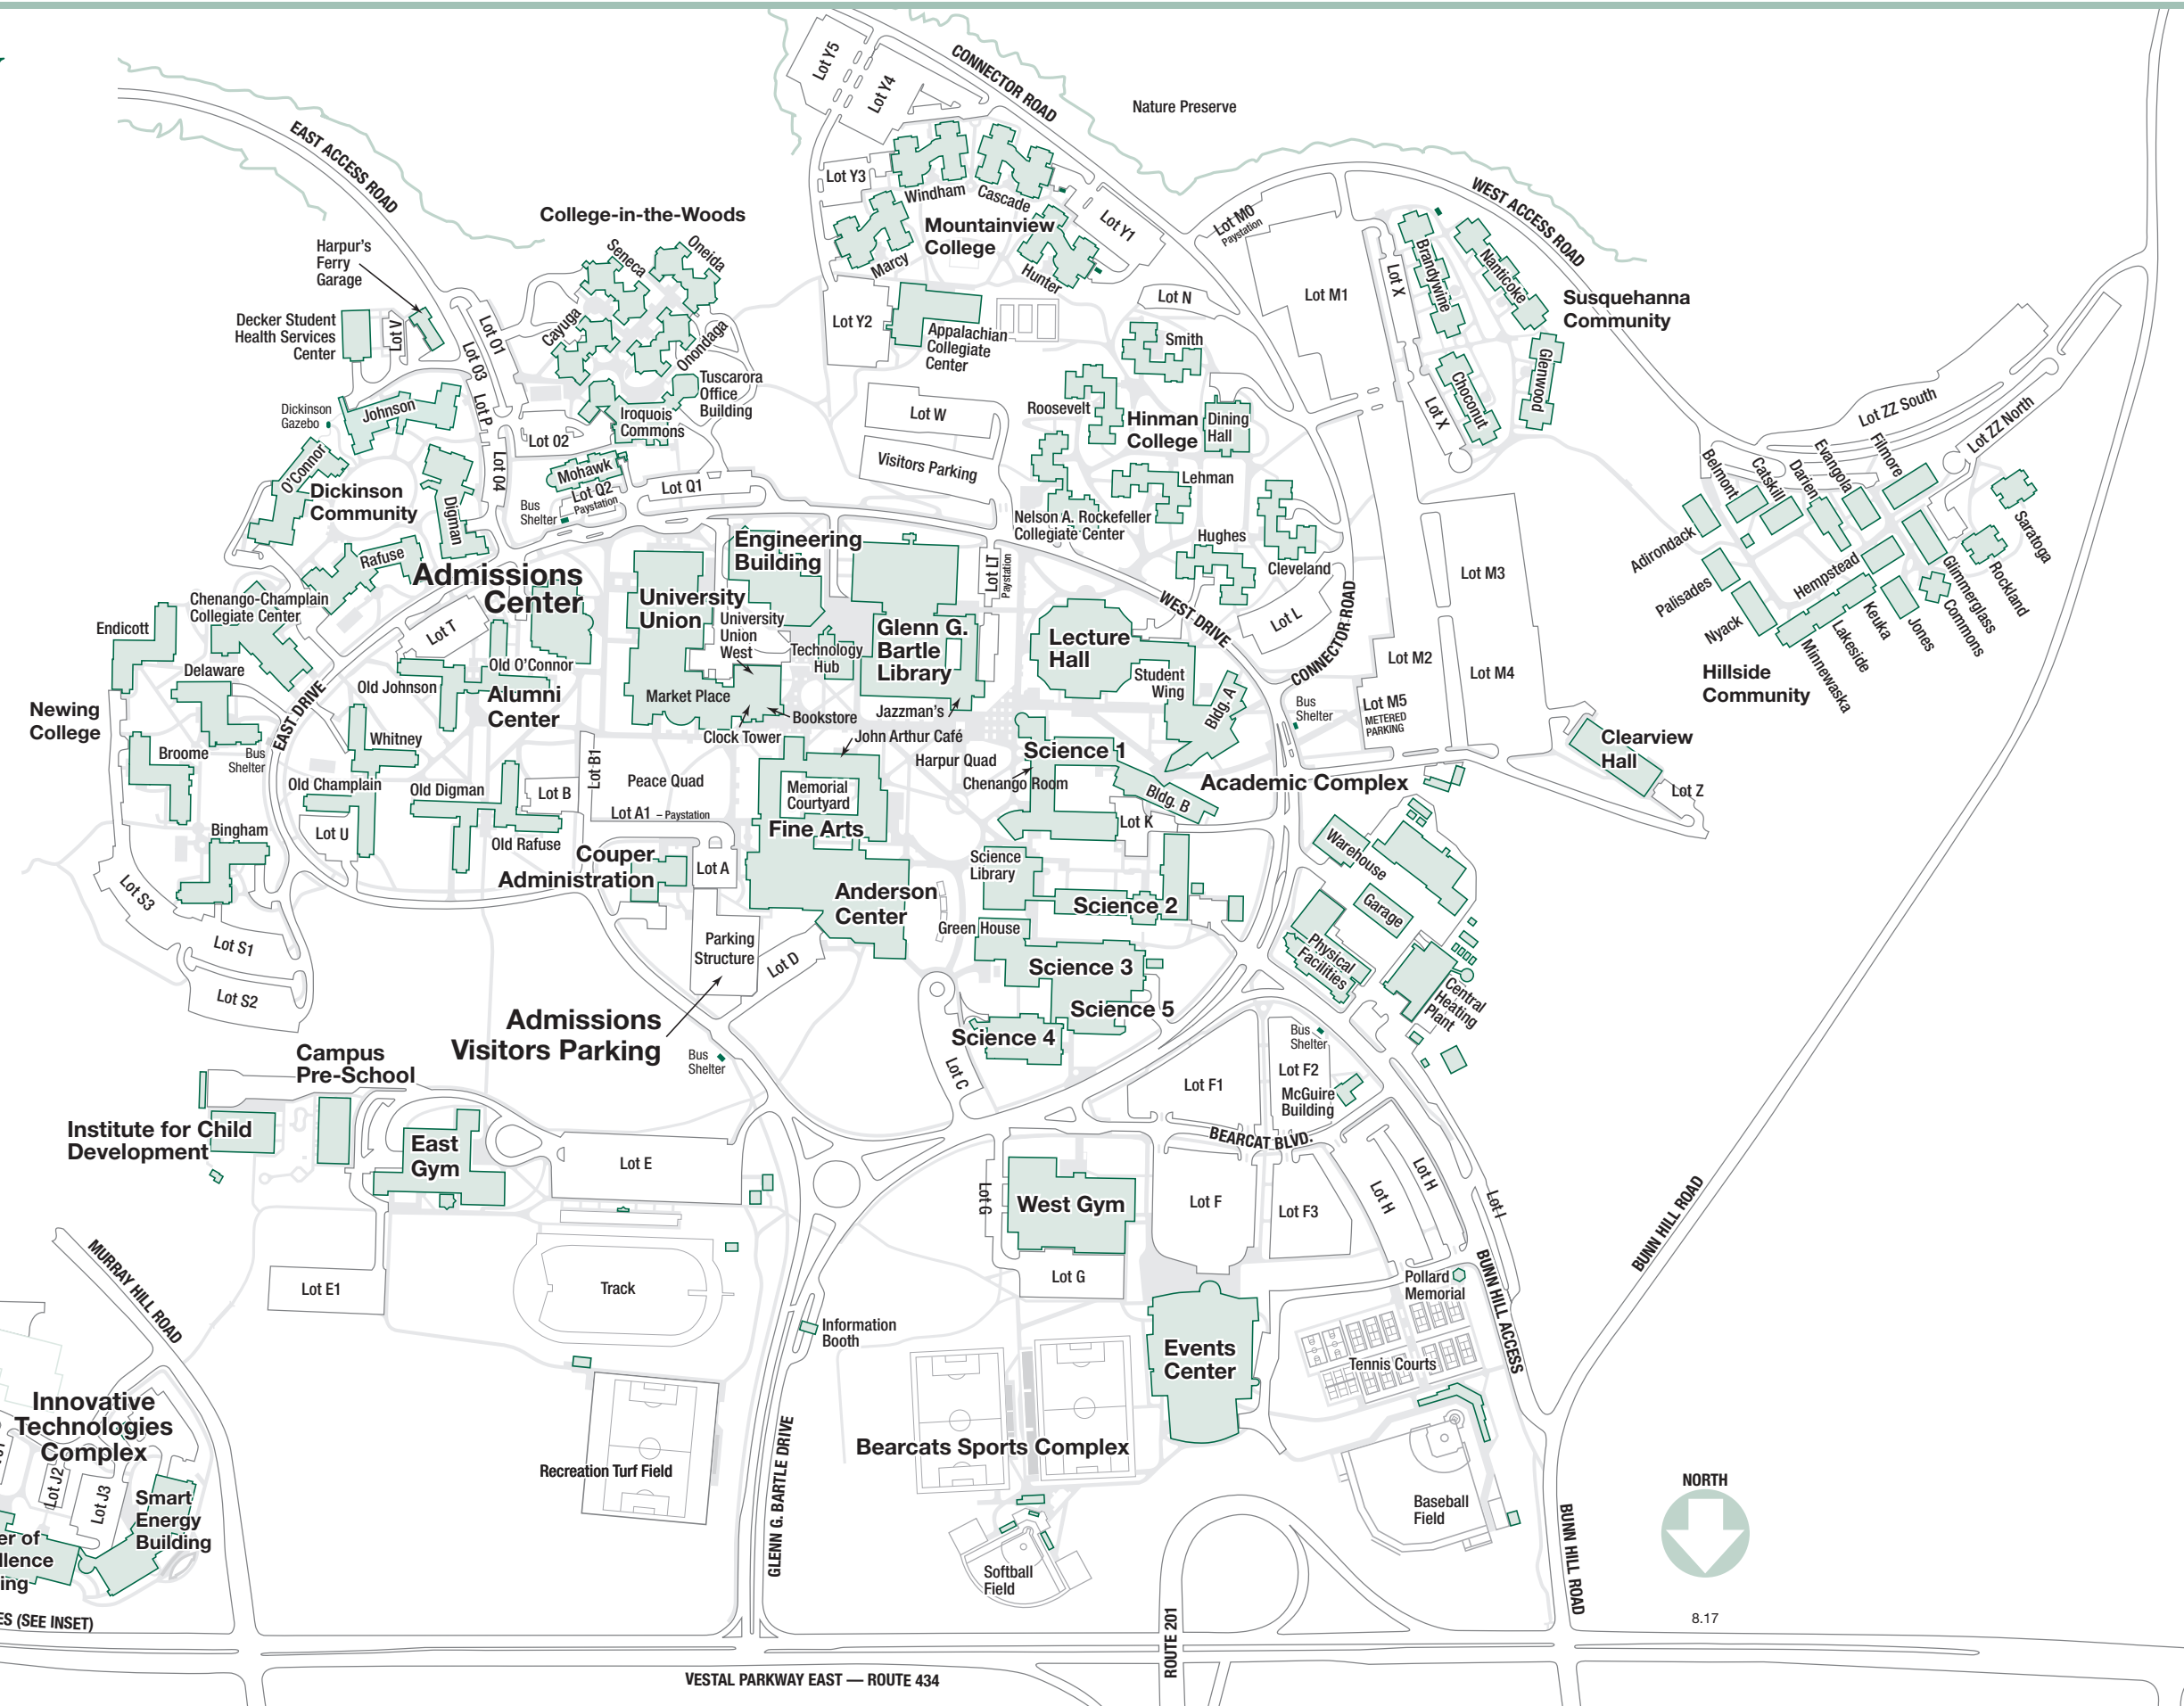 Lot Y5
Lot Y4
CONNECTOR ROAD
Nature Preserve
EAST ACCESS ROAD
Lot Y3
Windham
Cascade
Lot Y1
WEST ACCESS ROAD
Lot M0
Paystation
College-in-the-Woods
Mountainview
College
Marcy
Hunter
Harpur's
Ferry
Garage
Seneca
Oneida
Brandywine
Nanticoke
Lot X
Lot M1
Lot N
Susquehanna
Community
Decker Student
Health Services
Center
Lot V
Lot 01
Cayuga
Onondaga
Lot Y2
Appalachian
Collegiate
Center
Smith
Lot 03
Lot P
Tuscarora
Office
Building
Glenwood
Choconut
Lot X
Dickinson
Gazebo
Johnson
Iroquois
Commons
Lot 02
Lot W
Roosevelt
Hinman
College
Dining
Hall
Lot ZZ South
Lot ZZ North
O'Connor
Lot 04
Mohawk
Visitors Parking
Lehman
Belmont
Catskill
Darien
Evangola
Filmore
Dickinson
Community
Digman
Lot Q2
Paystation
Lot Q1
Bus
Shelter
Nelson A. Rockefeller
Collegiate Center
Hughes
Saratoga
Adirondack
Rafuse
Engineering
Building
Lot LT
Paystation
Cleveland
Lot M3
Hempstead
Glimmerglass
Rockland
Admissions
Center
Palisades
Chenango-Champlain
Collegiate Center
University
Union
University
Union
West
WEST DRIVE
Nyack
Keuka
Commons
Endicott
Lot T
Technology
Hub
Glenn G.
Bartle
Library
Lecture
Hall
Lot L
CONNECTOR ROAD
Lakeside
Jones
Minnewaska
Delaware
Old O'Connor
Old Johnson
Lot M2
Lot M4
Hillside
Community
Market Place
Student
Wing
Newing
College
EAST DRIVE
Alumni
Center
Bookstore
Jazzman's
Bldg. A
Bus
Shelter
Lot M5
METERED
PARKING
Whitney
Clock Tower
John Arthur Café
Broome
Bus
Shelter
Harpur Quad
Science 1
Clearview
Hall
Lot B1
Peace Quad
Chenango Room
Academic Complex
Old Champlain
Old Digman
Lot B
Memorial
Courtyard
Bldg. B
Lot Z
Lot A1 – Paystation
Bingham
Lot U
Fine Arts
Lot K
Old Rafuse
Warehouse
Couper
Administration
Lot A
Science
Library
Lot S3
Anderson
Center
Science 2
Garage
Green House
Lot S1
Parking
Structure
Lot D
Science 3
Physical
Facilities
Lot S2
Science 5
Central
Heating
Plant
Admissions
Visitors Parking
Science 4
Bus
Shelter
Campus
Pre-School
Bus
Shelter
Lot C
Lot F1
Lot F2
McGuire
Building
Institute for Child
Development
East
Gym
Lot E
BEARCAT BLVD.
Lot G
West Gym
Lot F
Lot F3
Lot H
Lot H
Lot I
BUNN HILL ROAD
MURRAY HILL ROAD
Lot E1
Track
Lot G
Pollard
Memorial
BUNN HILL ACCESS
Information
Booth
Events
Center
Tennis Courts
Innovative
Technologies
Complex
Lot J2
Lot J3
Recreation Turf Field
Bearcats Sports Complex
GLENN G. BARTLE DRIVE
Smart
Energy
Building
Baseball
Field
NORTH
er of
llence
ing
Softball
Field
BUNN HILL ROAD
ES (SEE INSET)
8.17
ROUTE 201
VESTAL PARKWAY EAST — ROUTE 434